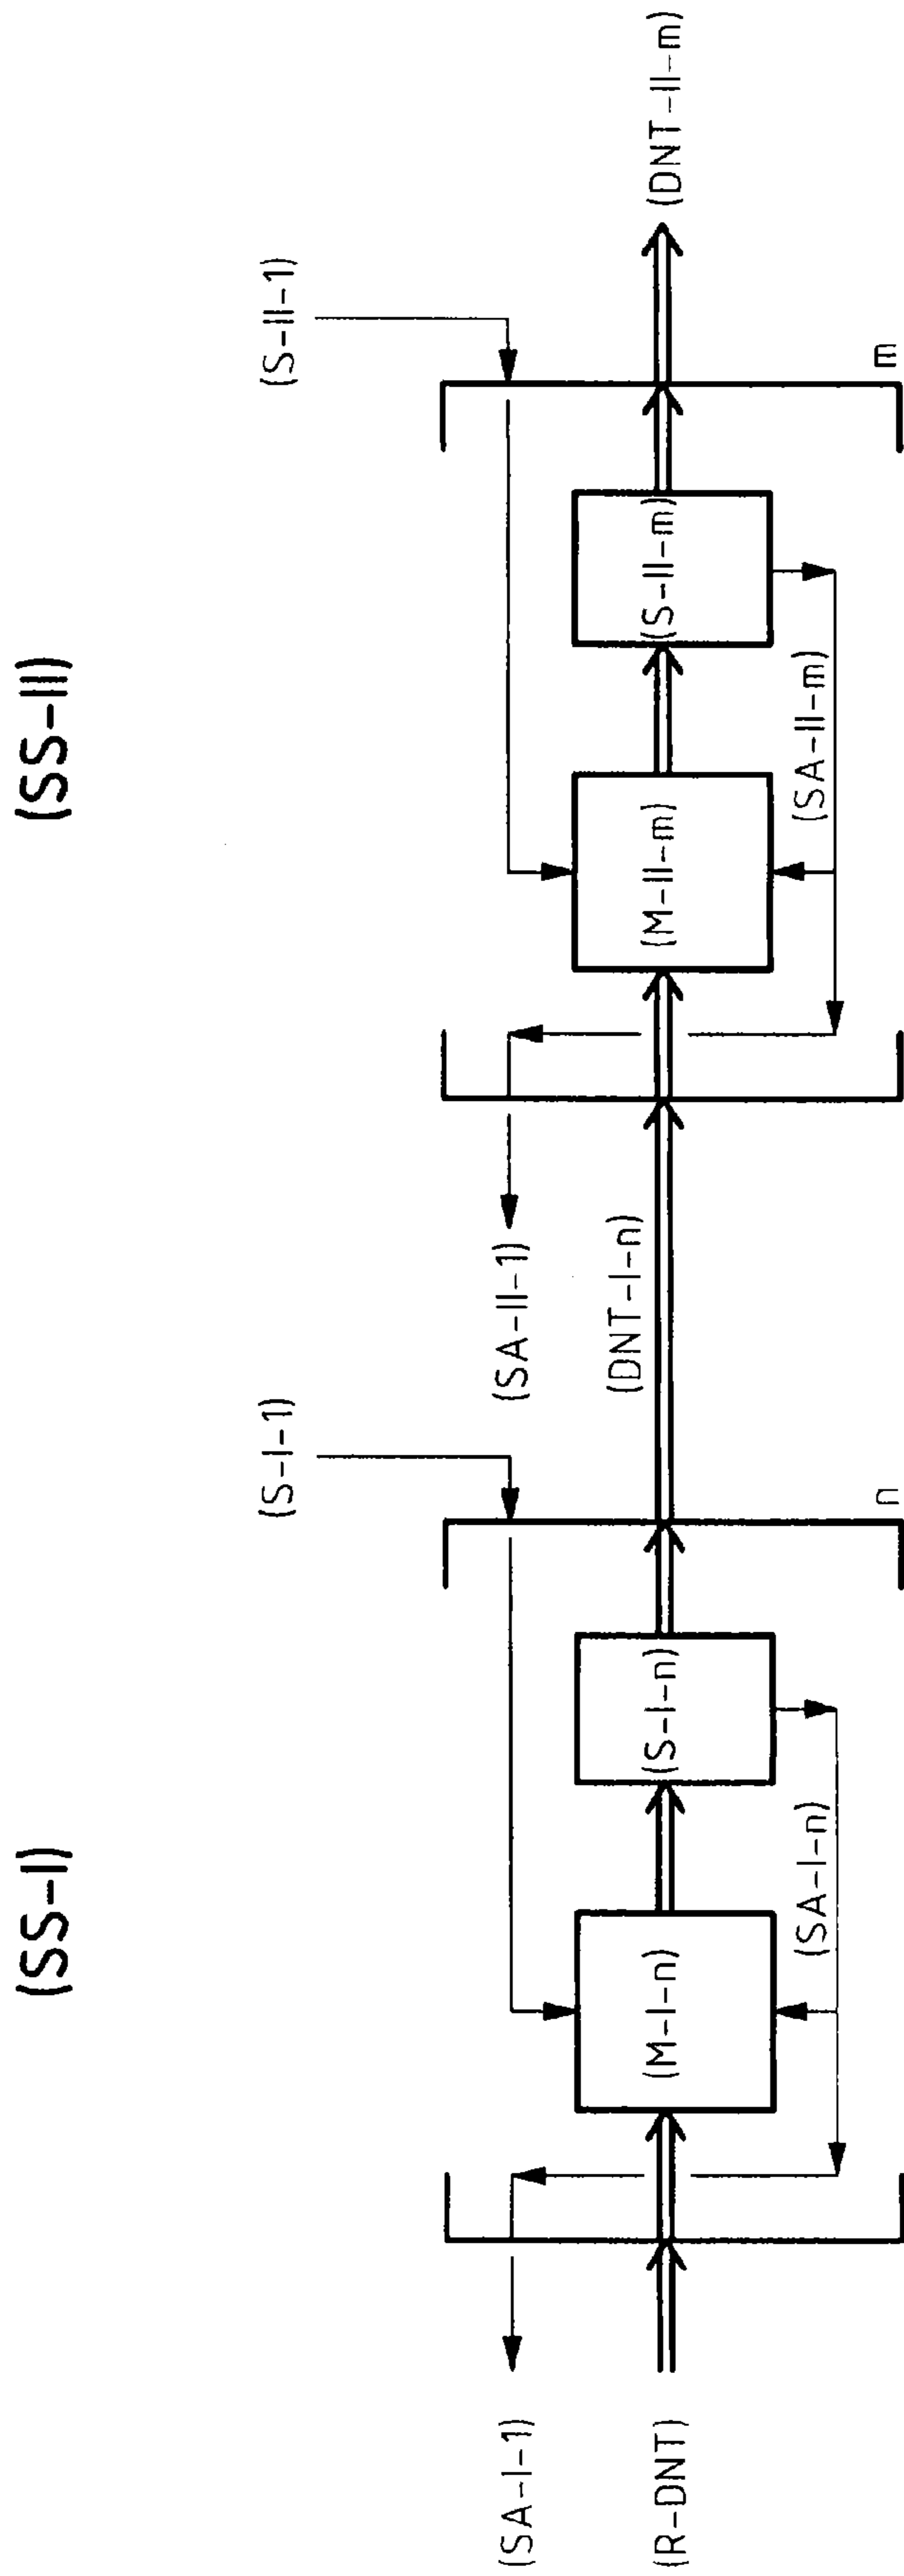 (SS-I)
(SS-II)
(S-I-1)
(S-II-1)
(SA-I-1)
(SA-II-1)
(R-DNT)
(M-I-n)
(S-I-n)
(DNT-I-n)
(M-II-m)
(S-II-m)
(DNT-II-m)
(SA-I-n)
(SA-II-m)
n
m